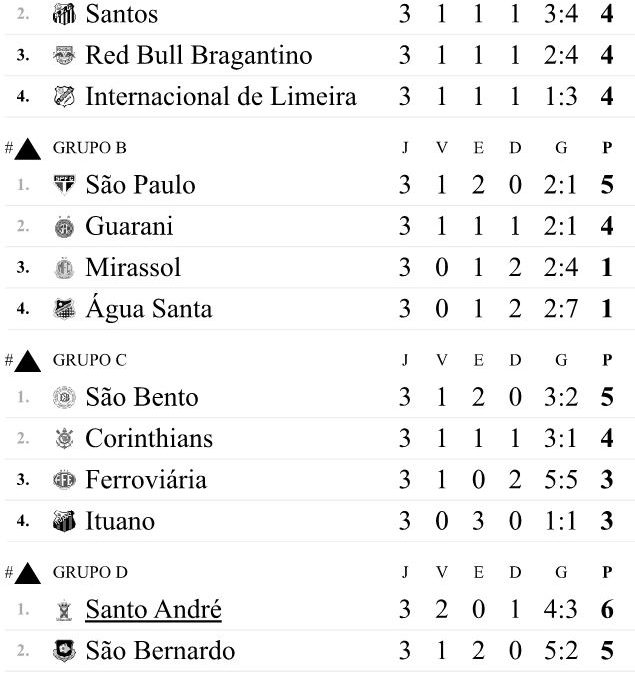 2. Santos 3 1 1 1 3:4 4
3. Red Bull Bragantino 3 1 1 1 2:4 4
4. Internacional de Limeira 3 1 1 1 1:3 4
# GRUPO B J V E D G P
1. São Paulo 3 1 2 0 2:1 5
2. Guarani 3 1 1 1 2:1 4
3. Mirassol 3 0 1 2 2:4 1
4. Água Santa 3 0 1 2 2:7 1
# GRUPO C J V E D G P
1. São Bento 3 1 2 0 3:2 5
2. Corinthians 3 1 1 1 3:1 4
3. Ferroviária 3 1 0 2 5:5 3
4. Ituano 3 0 3 0 1:1 3
# GRUPO D J V E D G P
1. Santo André 3 2 0 1 4:3 6
2. São Bernardo 3 1 2 0 5:2 5